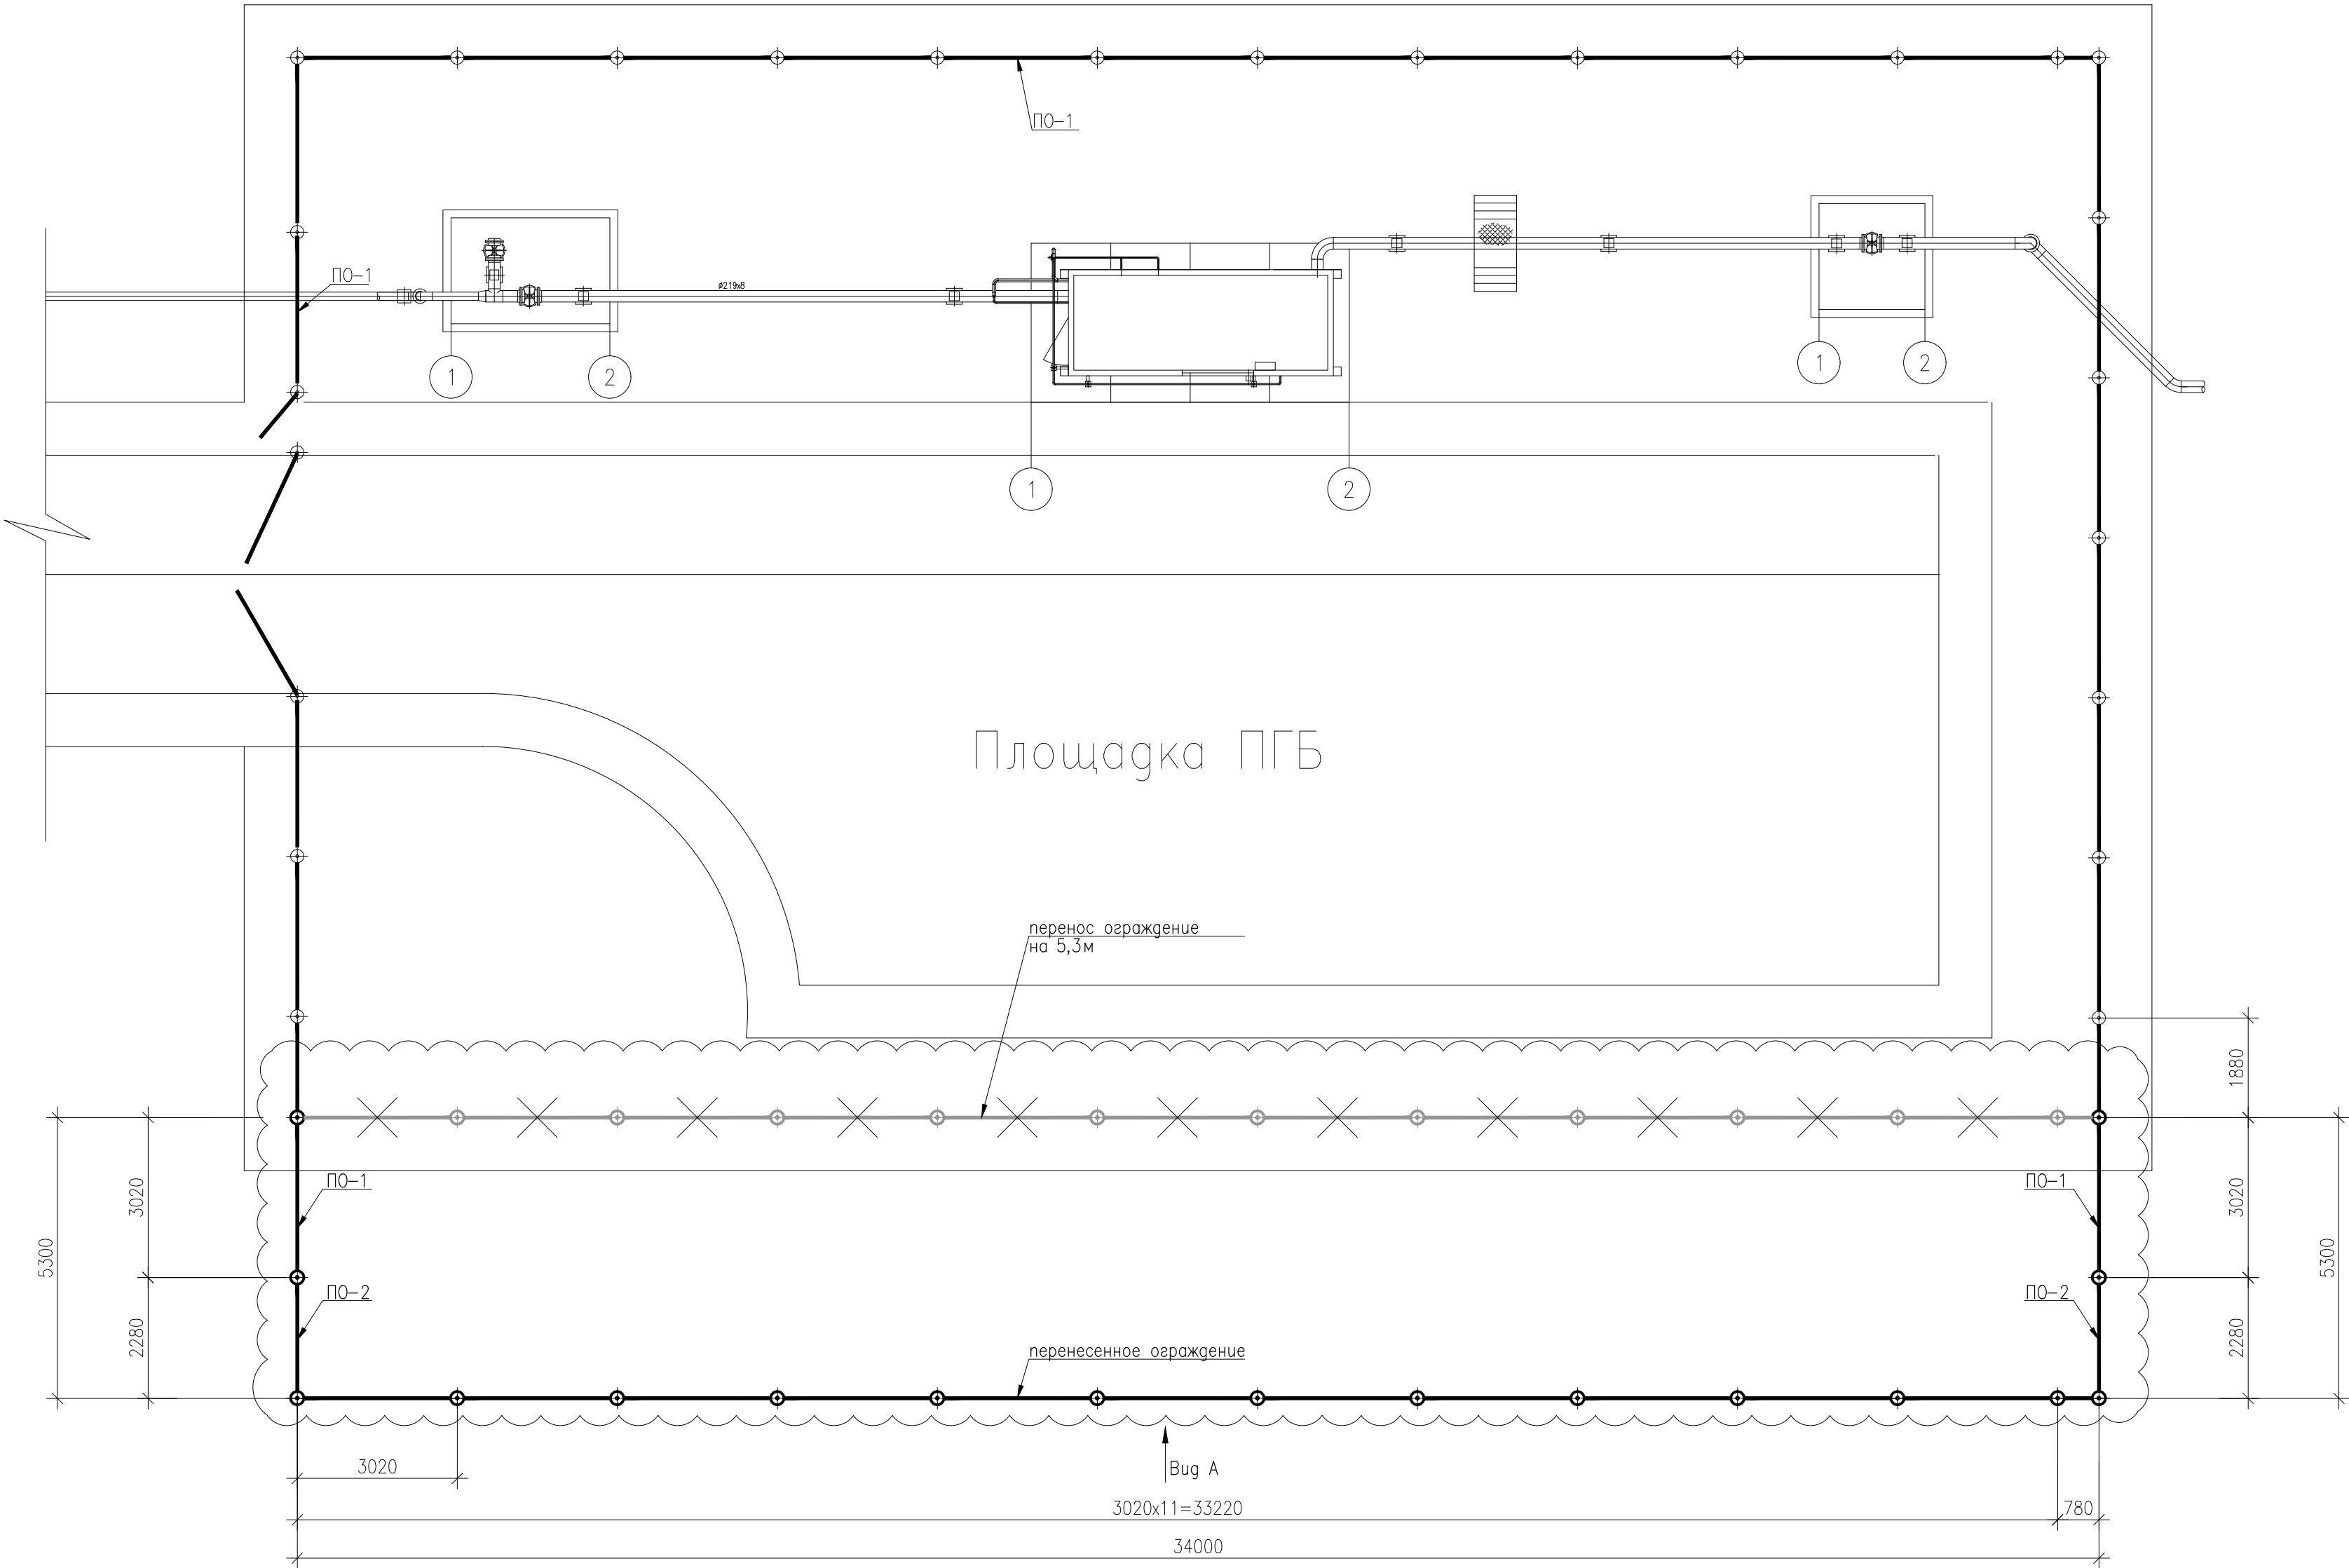 ПО-1
ПО-1
ø219x8
1
2
1
2
1
2
Площадка ПГБ
перенос ограждение
на 5,3м
1880
3020
3020
5300
5300
2280
2280
ПО-1
ПО-1
ПО-2
ПО-2
перенесенное ограждение
3020
Вид А
3020x11=33220
780
34000